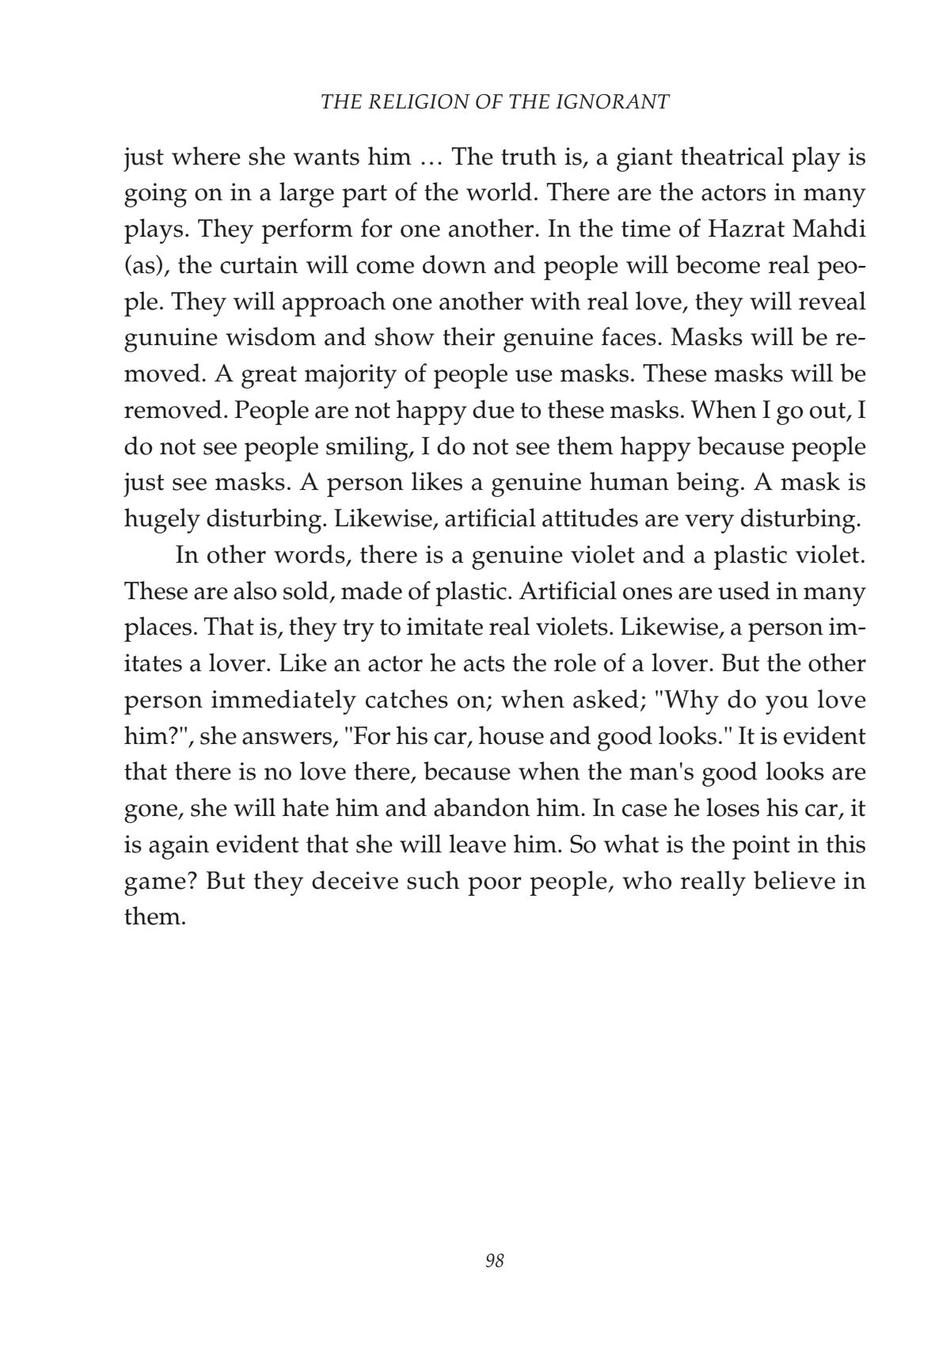 THE RELIGION OF THE IGNORANT
just where she wants him … The truth is, a giant theatrical play is
going on in a large part of the world. There are the actors in many
plays. They perform for one another. In the time of Hazrat Mahdi
(as), the curtain will come down and people will become real peo-
ple. They will approach one another with real love, they will reveal
gunuine wisdom and show their genuine faces. Masks will be re-
moved. A great majority of people use masks. These masks will be
removed. People are not happy due to these masks. When I go out, I
do not see people smiling, I do not see them happy because people
just see masks. A person likes a genuine human being. A mask is
hugely disturbing. Likewise, artificial attitudes are very disturbing.
In other words, there is a genuine violet and a plastic violet.
These are also sold, made of plastic. Artificial ones are used in many
places. That is, they try to imitate real violets. Likewise, a person im-
itates a lover. Like an actor he acts the role of a lover. But the other
person immediately catches on; when asked; "Why do you love
him?", she answers, "For his car, house and good looks." It is evident
that there is no love there, because when the man's good looks are
gone, she will hate him and abandon him. In case he loses his car, it
is again evident that she will leave him. So what is the point in this
game? But they deceive such poor people, who really believe in
them.
98